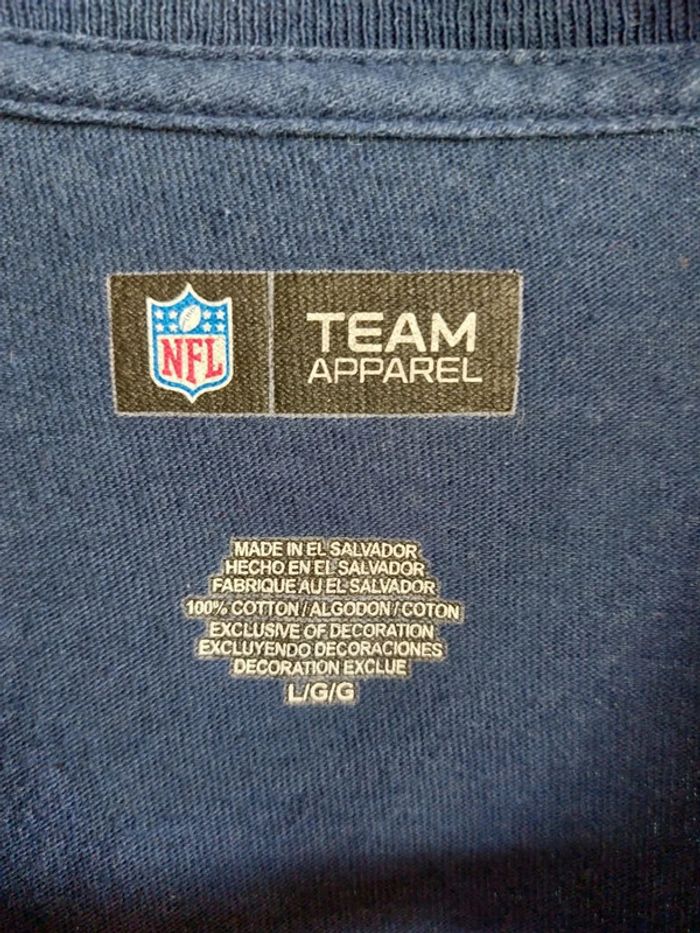 NFL
TEAM
APPAREL
MADE IN EL SALVADOR
HECHO EN EL SALVADOR
FABRIQUE AU EL SALVADOR
100% COTTON / ALGODON / COTON
EXCLUSIVE OF DECORATION
EXCLUYENDO DECORACIONES
DECORATION EXCLUE
L/G/G